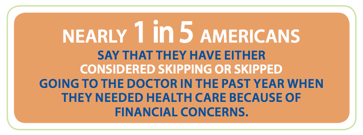 NEARLY 1 in 5 AMERICANS
SAY THAT THEY HAVE EITHER
CONSIDERED SKIPPING OR SKIPPED
GOING TO THE DOCTOR IN THE PAST YEAR WHEN
THEY NEEDED HEALTH CARE BECAUSE OF
FINANCIAL CONCERNS.